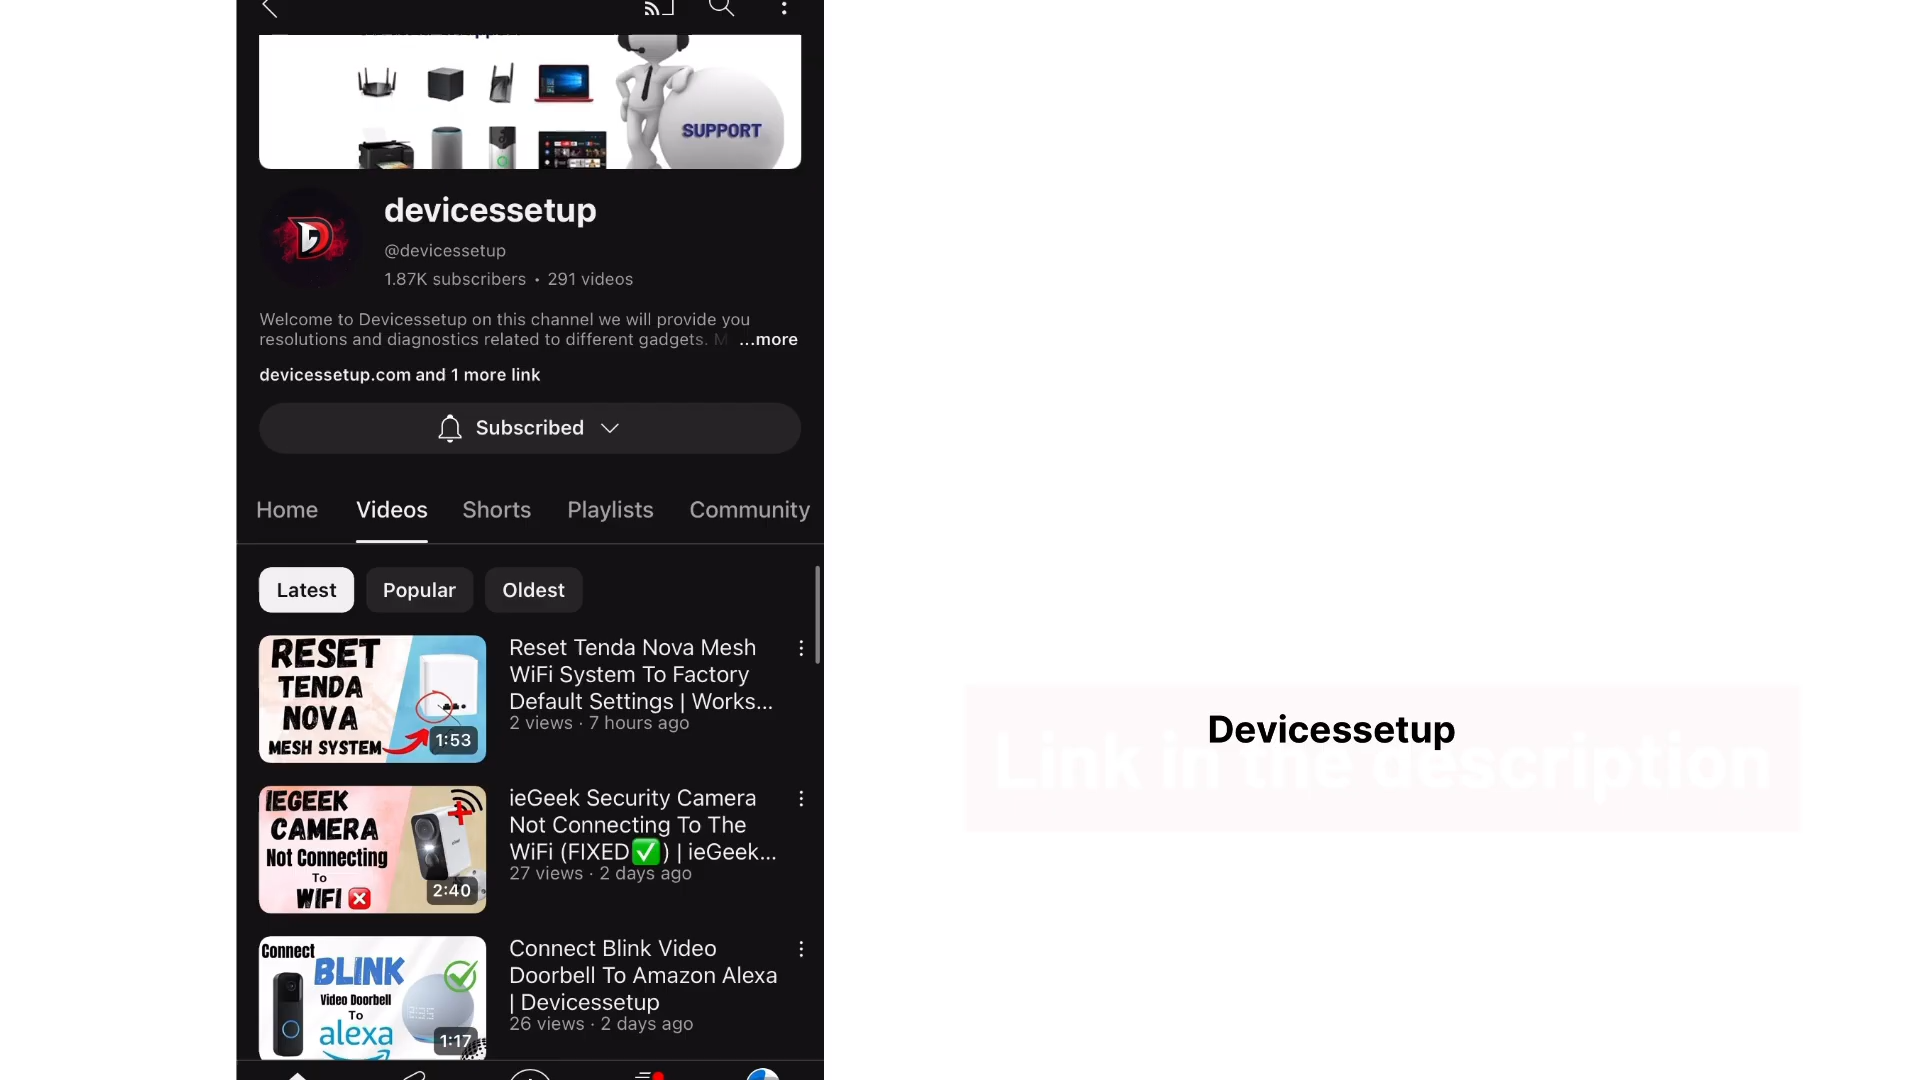 SUPPORT
devicessetup
@devicessetup
1.87K subscribers • 291 videos
Welcome to Devicessetup on this channel we will provide you
resolutions and diagnostics related to different gadgets. M ...more
devicessetup.com and 1 more link
Subscribed
Home Videos Shorts Playlists Community
Latest Popular Oldest
RESET
TENDA
NOVA
MESH SYSTEM
1:53
Reset Tenda Nova Mesh
WiFi System To Factory
Default Settings | Works...
2 views · 7 hours ago
IEGEEK
CAMERA
Not Connecting
To
WIFI
2:40
ieGeek Security Camera
Not Connecting To The
WiFi (FIXED✅) | ieGeek...
27 views · 2 days ago
Connect
BLINK
Video Doorbell
To
alexa
1:17
Connect Blink Video
Doorbell To Amazon Alexa
| Devicessetup
26 views · 2 days ago
Devicessetup
Link in the description